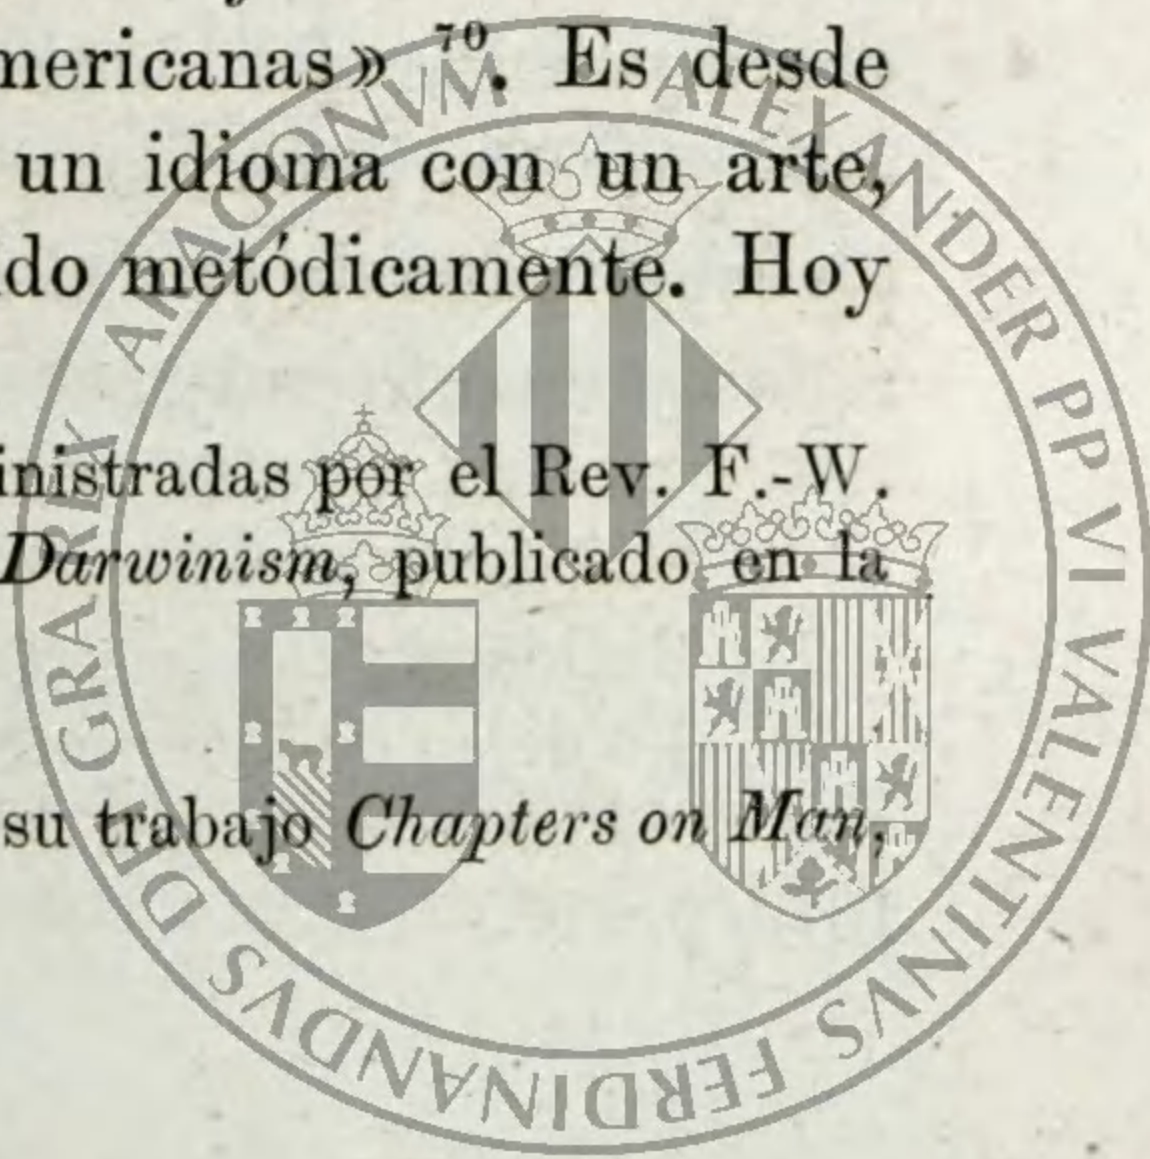 mericanas» ⁷⁰. Es desde
un idioma con un arte,
do metódicamente. Hoy
inistradas por el Rev. F.-W.
Darwinism, publicado en la
su trabajo Chapters on Man,
ALEXANDER PP VI VALENTINVS FERDINANDVS DEI GRA REX ARAGONVM